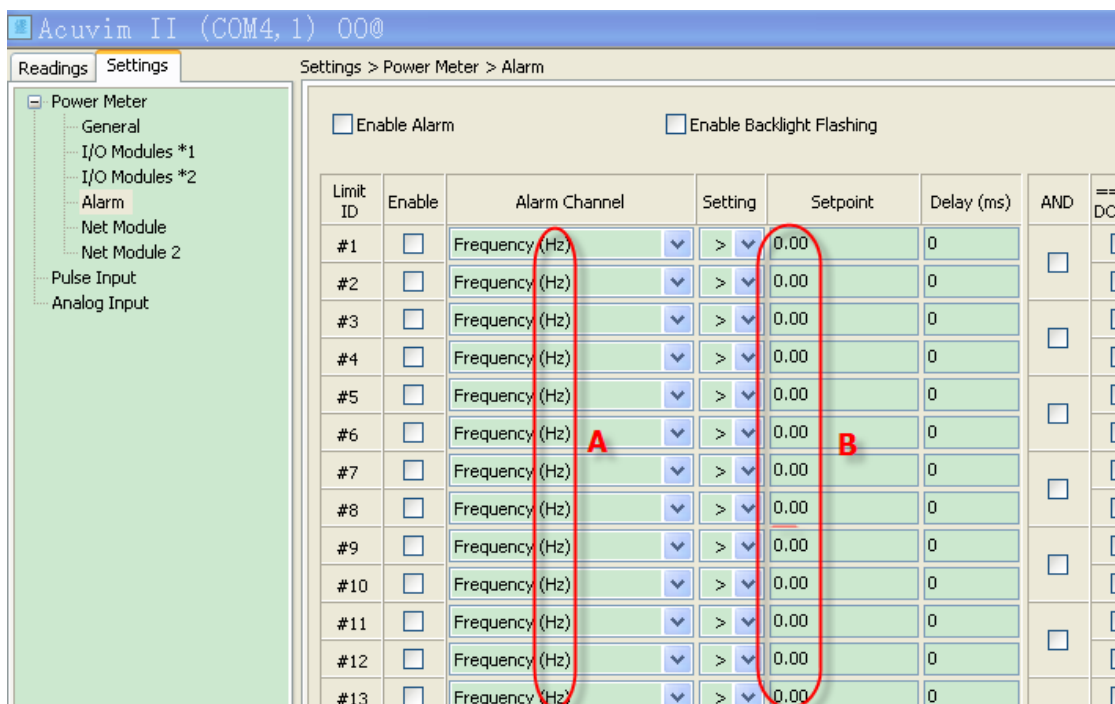 Acuvim II (COM4, 1) OO@
Readings Settings
Settings > Power Meter > Alarm
Power Meter
General
I/O Modules *1
I/O Modules *2
Alarm
Net Module
Net Module 2
Pulse Input
Analog Input
Enable Alarm Enable Backlight Flashing
Limit ID Enable Alarm Channel Setting Setpoint Delay (ms) AND
#1 Frequency (Hz) > 0.00 0
#2 Frequency (Hz) > 0.00 0
#3 Frequency (Hz) > 0.00 0
#4 Frequency (Hz) > 0.00 0
#5 Frequency (Hz) > 0.00 0
#6 Frequency (Hz) > 0.00 0
A B
#7 Frequency (Hz) > 0.00 0
#8 Frequency (Hz) > 0.00 0
#9 Frequency (Hz) > 0.00 0
#10 Frequency (Hz) > 0.00 0
#11 Frequency (Hz) > 0.00 0
#12 Frequency (Hz) > 0.00 0
#13 Frequency (Hz) > 0.00 0